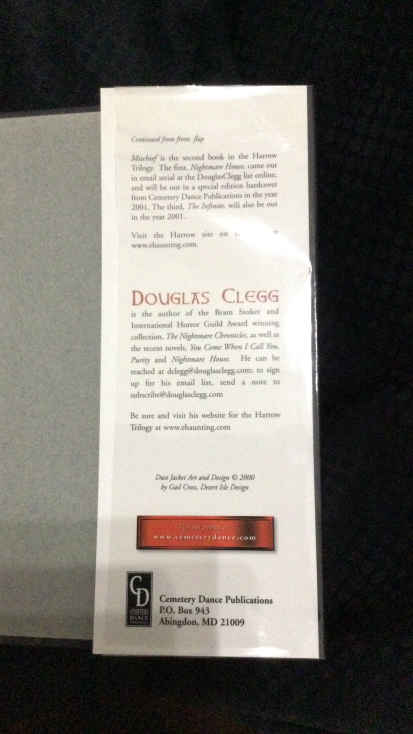 Continued from front flap
Mischief is the second book in the Harrow
Trilogy. The first, Nightmare House, came out
in email serial at the DouglasClegg list online,
and will be out in a special edition hardcover
from Cemetery Dance Publications in the year
2001. The third, The Infinite, will also be out
in the year 2001.
Visit the Harrow site on
www.ehaunting.com.
DOUGLAS CLEGG
is the author of the Bram Stoker and
International Horror Guild Award winning
collection, The Nightmare Chronicles, as well as
the recent novels, You Come When I Call You,
Purity and Nightmare House. He can be
reached at dclegg@douglasclegg.com; to sign
up for his email list, send a note to
subscribe@douglasclegg.com
Be sure and visit his website for the Harrow
Trilogy at www.ehaunting.com
Dust Jacket Art and Design © 2000
by Gail Cross, Desert Isle Design
www.cemeterydance.com
CD
CEMETERY
DANCE
Cemetery Dance Publications
P.O. Box 943
Abingdon, MD 21009